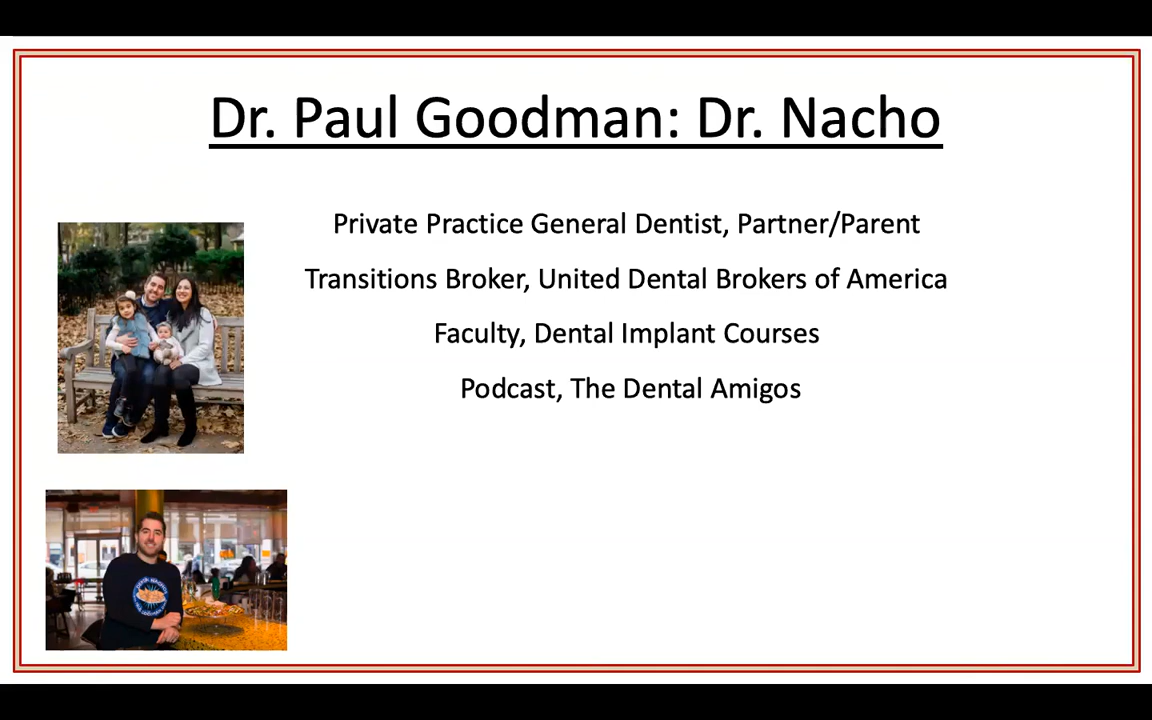 Dr. Paul Goodman: Dr. Nacho
Private Practice General Dentist, Partner/Parent
Transitions Broker, United Dental Brokers of America
Faculty, Dental Implant Courses
Podcast, The Dental Amigos